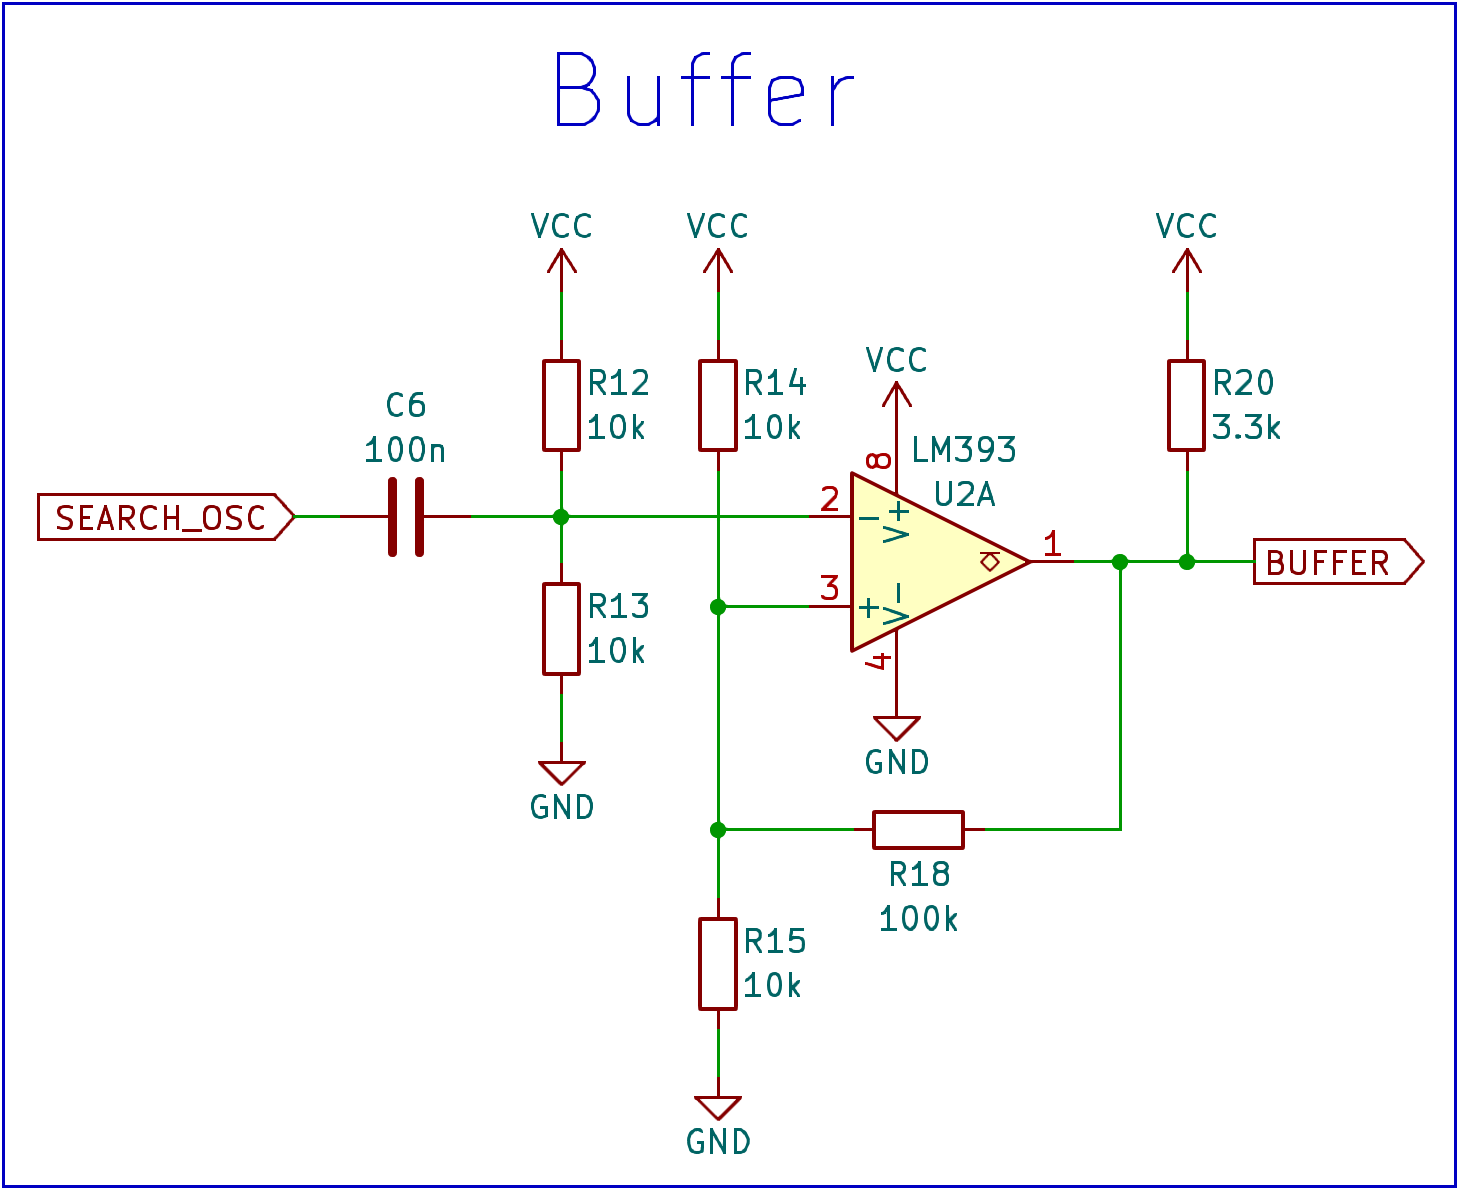 Buffer
VCC
VCC
VCC
VCC
C6
100n
R12
10k
R14
10k
R20
3.3k
LM393
U2A
8
SEARCH_OSC
2
-
V+
1
BUFFER
3
+
V-
4
R13
10k
GND
GND
R18
100k
R15
10k
GND